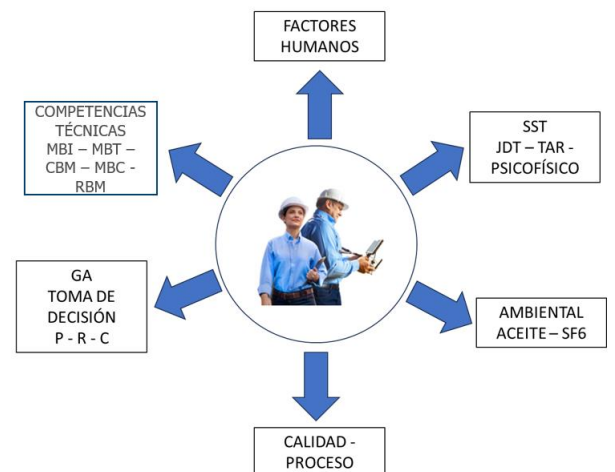 FACTORES
HUMANOS
COMPETENCIAS
TÉCNICAS
MBI – MBT –
CBM – MBC -
RBM
SST
JDT – TAR -
PSICOFÍSICO
GA
TOMA DE
DECISIÓN
P - R - C
AMBIENTAL
ACEITE – SF6
CALIDAD -
PROCESO